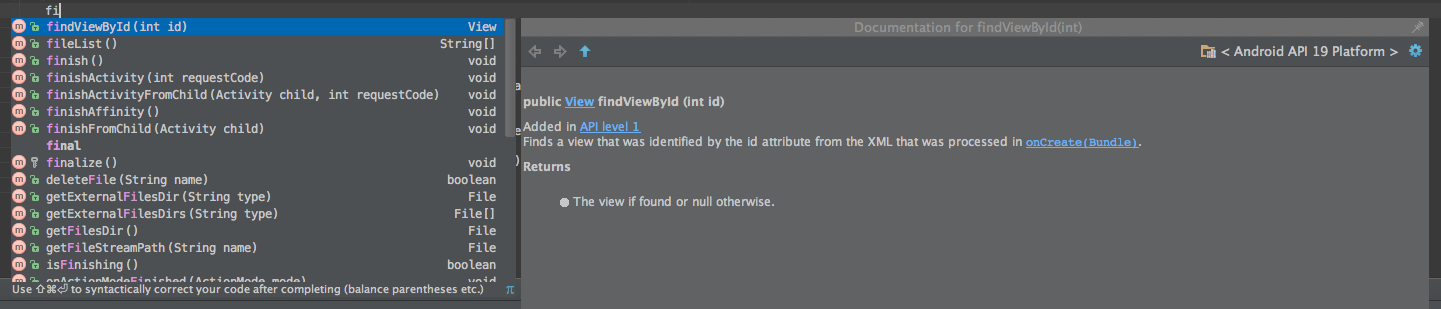 fi
m findViewById(int id) View
m fileList() String[]
m finish() void
m finishActivity(int requestCode) void
m finishActivityFromChild(Activity child, int requestCode) void
m finishAffinity() void
m finishFromChild(Activity child) void
final
m finalize() void
m deleteFile(String name) boolean
m getExternalFilesDir(String type) File
m getExternalFilesDirs(String type) File[]
m getFilesDir() File
m getFileStreamPath(String name) File
m isFinishing() boolean
m onActionModeFinished(ActionMode mode) void
Use ⇧⌘⏎ to syntactically correct your code after completing (balance parentheses etc.) π
Documentation for findViewById(int)
< Android API 19 Platform >
public View findViewById (int id)
Added in API level 1
Finds a view that was identified by the id attribute from the XML that was processed in onCreate(Bundle).
Returns
The view if found or null otherwise.
a
e
)